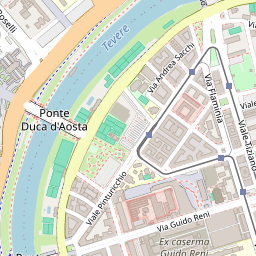 Tevere
Via Andrea Sacchi
Via Flaminia
Viale
Viale Tiziano
Ponte
Duca d'Aosta
Viale Pinturicchio
Via Guido Reni
Ex caserma
Guido Reni